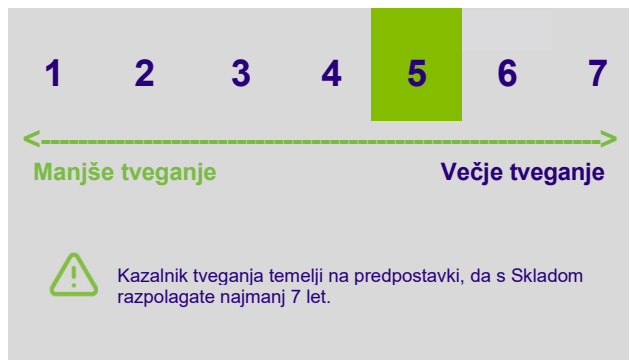 1 2 3 4 5 6 7
<--------------------------------------------------------------->
Manjše tveganje Večje tveganje
Kazalnik tveganja temelji na predpostavki, da s Skladom
razpolagate najmanj 7 let.